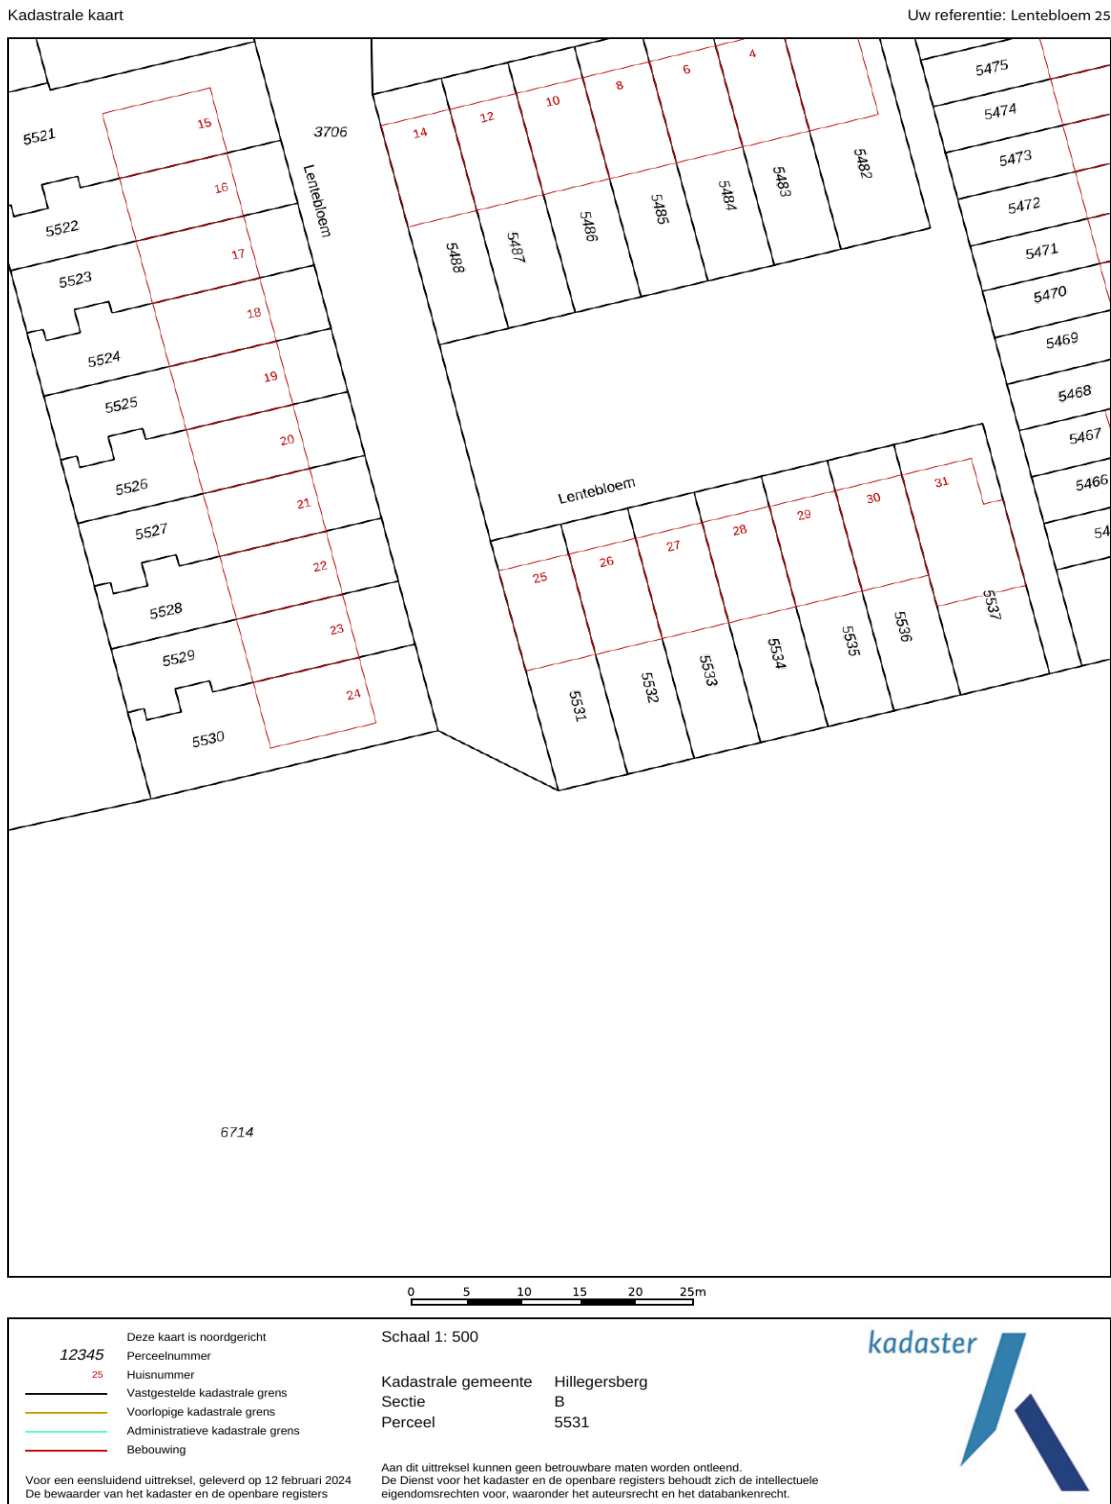 Kadastrale kaart
Uw referentie: Lentebloem 25
5521
5522
5523
5524
5525
5526
5527
5528
5529
5530
15
16
17
18
19
20
21
22
23
24
3706
Lentebloem
14
12
10
8
6
4
5488
5487
5486
5485
5484
5483
5482
5475
5474
5473
5472
5471
5470
5469
5468
5467
5466
54
Lentebloem
25
26
27
28
29
30
31
5531
5532
5533
5534
5535
5536
5537
6714
0 5 10 15 20 25m
Deze kaart is noordgericht
12345 Perceelnummer
25 Huisnummer
Vastgestelde kadastrale grens
Voorlopige kadastrale grens
Administratieve kadastrale grens
Bebouwing
Voor een eensluidend uittreksel, geleverd op 12 februari 2024
De bewaarder van het kadaster en de openbare registers
Schaal 1: 500
Kadastrale gemeente Hillegersberg
Sectie B
Perceel 5531
Aan dit uittreksel kunnen geen betrouwbare maten worden ontleend.
De Dienst voor het kadaster en de openbare registers behoudt zich de intellectuele
eigendomsrechten voor, waaronder het auteursrecht en het databankenrecht.
kadaster